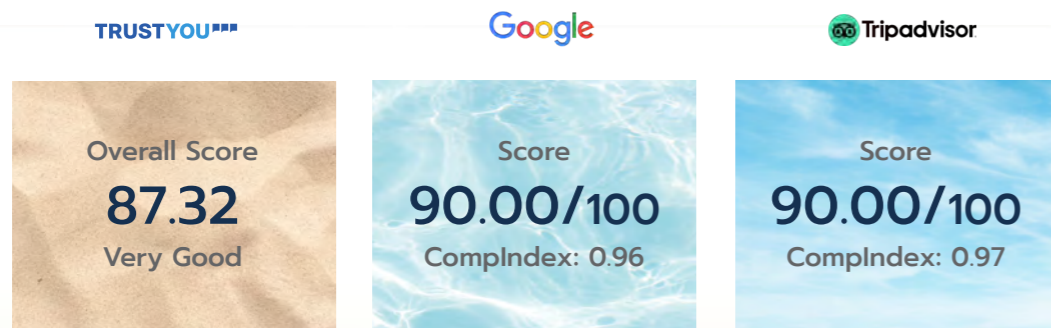 TRUSTYOU
Google
Tripadvisor
Overall Score
87.32
Very Good
Score
90.00/100
CompIndex: 0.96
Score
90.00/100
CompIndex: 0.97